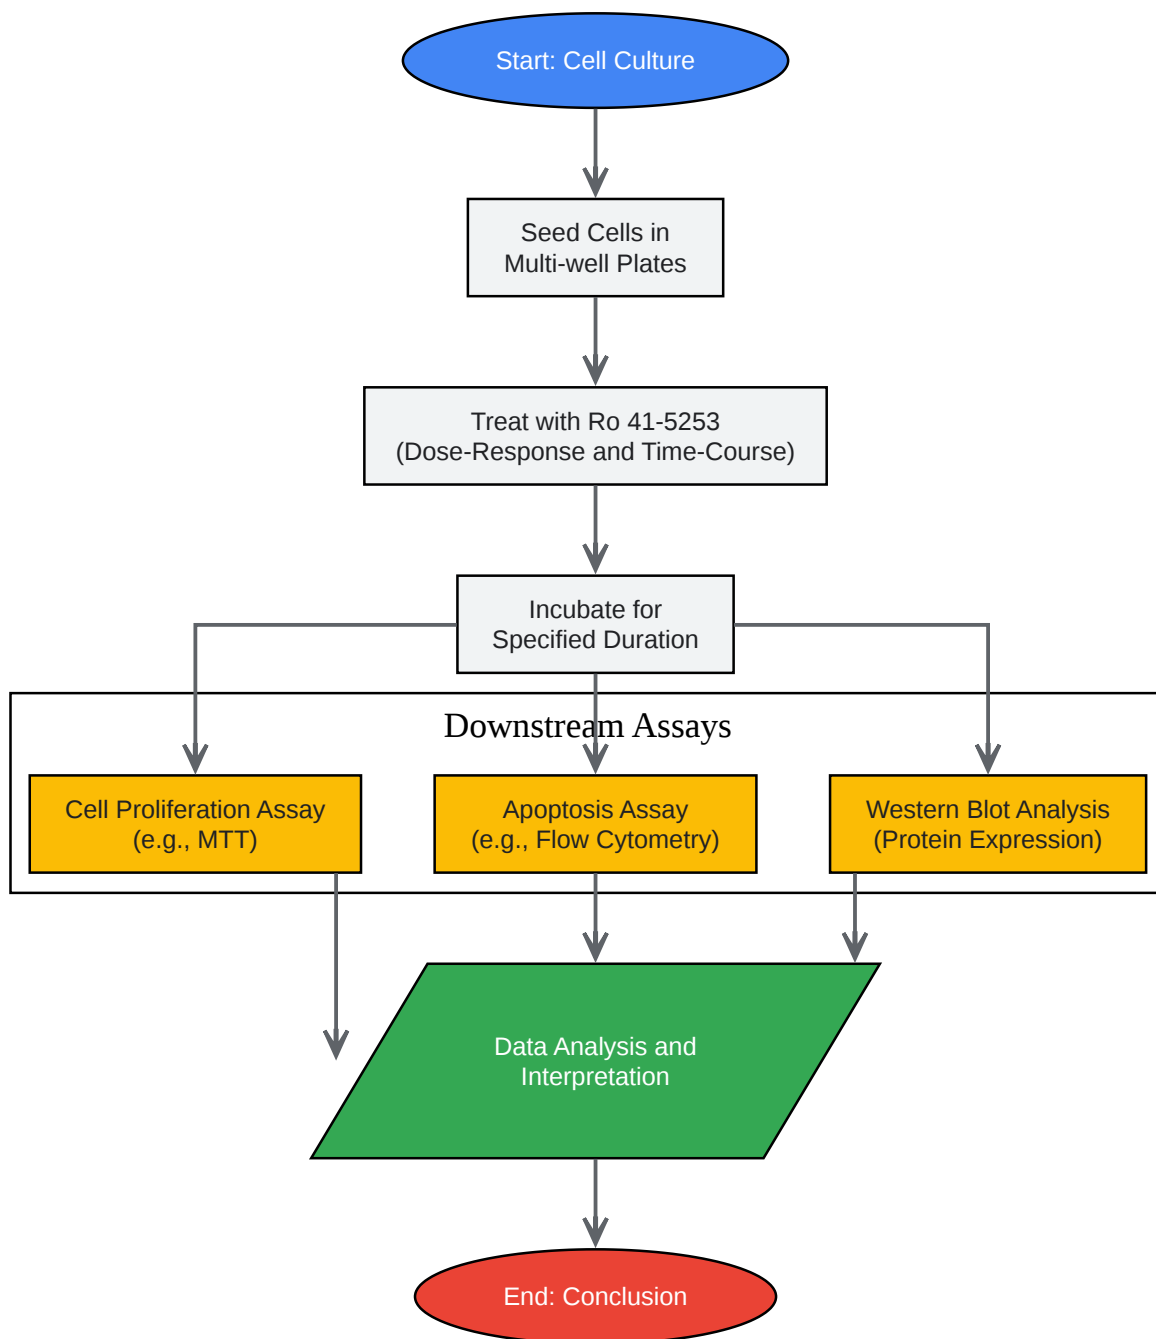 Start: Cell Culture
Seed Cells in
Multi-well Plates
Treat with Ro 41-5253
(Dose-Response and Time-Course)
Incubate for
Specified Duration
Downstream Assays
Cell Proliferation Assay
(e.g., MTT)
Apoptosis Assay
(e.g., Flow Cytometry)
Western Blot Analysis
(Protein Expression)
Data Analysis and
Interpretation
End: Conclusion